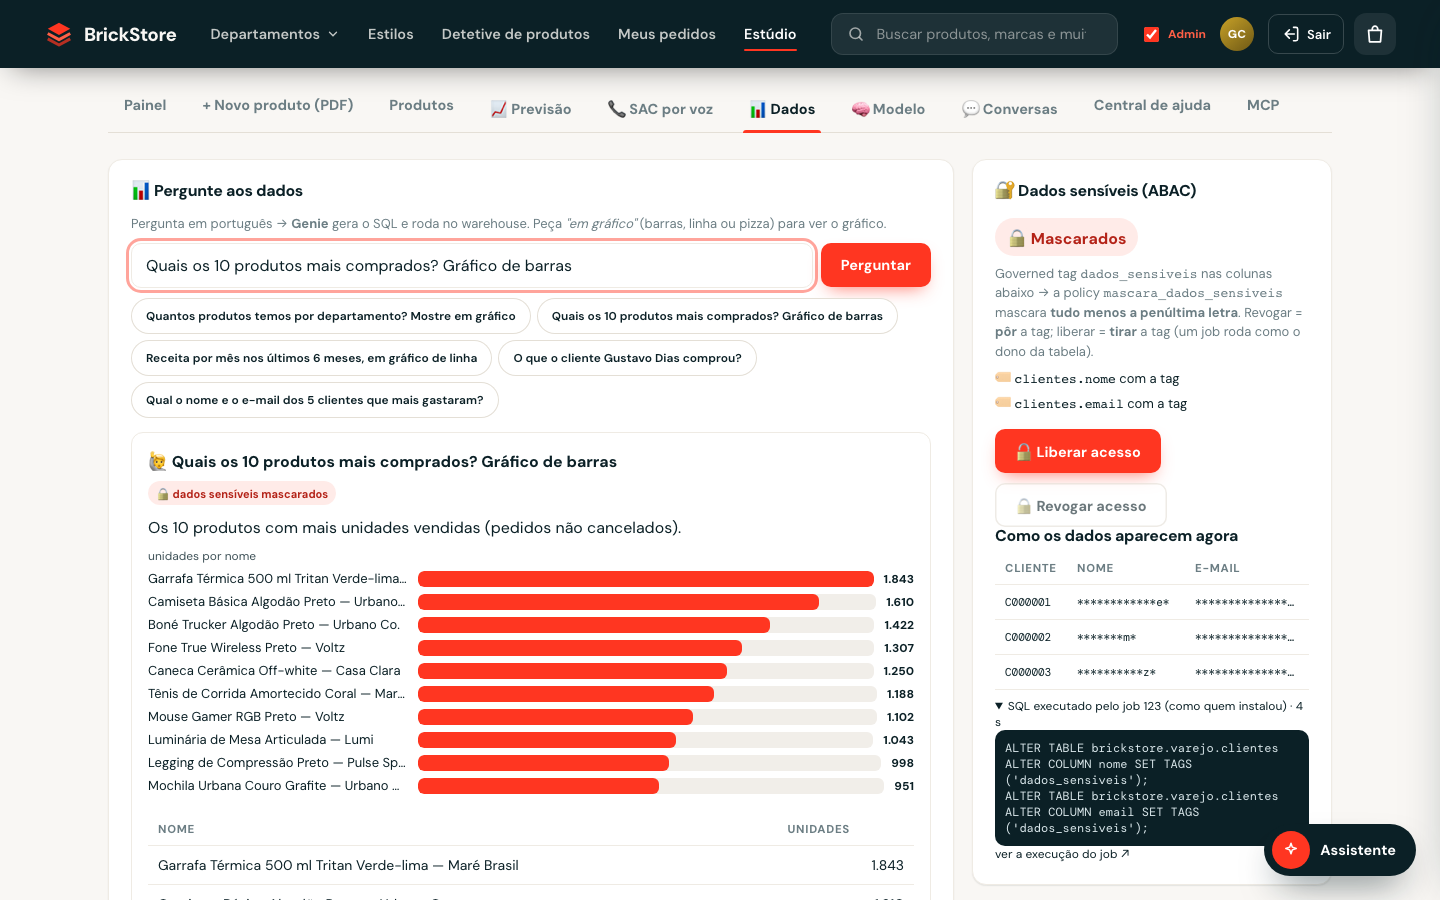 BrickStore
Departamentos
Estilos
Detetive de produtos
Meus pedidos
Estúdio
Buscar produtos, marcas e mui
Admin
GC
Sair
Painel
+ Novo produto (PDF)
Produtos
Previsão
SAC por voz
Dados
Modelo
Conversas
Central de ajuda
MCP
Pergunte aos dados
Pergunta em português → Genie gera o SQL e roda no warehouse. Peça "em gráfico" (barras, linha ou pizza) para ver o gráfico.
Quais os 10 produtos mais comprados? Gráfico de barras
Perguntar
Quantos produtos temos por departamento? Mostre em gráfico
Quais os 10 produtos mais comprados? Gráfico de barras
Receita por mês nos últimos 6 meses, em gráfico de linha
O que o cliente Gustavo Dias comprou?
Qual o nome e o e-mail dos 5 clientes que mais gastaram?
Quais os 10 produtos mais comprados? Gráfico de barras
dados sensíveis mascarados
Os 10 produtos com mais unidades vendidas (pedidos não cancelados).
unidades por nome
Garrafa Térmica 500 ml Tritan Verde-lima... 1.843
Camiseta Básica Algodão Preto — Urbano... 1.610
Boné Trucker Algodão Preto — Urban Co. 1.422
Fone True Wireless Preto — Voltz 1.307
Caneca Cerâmica Off-white — Casa Clara 1.250
Tênis de Corrida Amortecido Coral — Mar... 1.188
Mouse Gamer RGB Preto — Voltz 1.102
Luminária de Mesa Articulada — Lumi 1.043
Legging de Compressão Preto — Pulse Sp... 998
Mochila Urbana Couro Grafite — Urbano ... 951
NOME UNIDADES
Garrafa Térmica 500 ml Tritan Verde-lima — Maré Brasil 1.843
Dados sensíveis (ABAC)
Mascarados
Governed tag dados_sensiveis nas colunas
abaixo → a policy mascara_dados_sensiveis
mascara tudo menos a penúltima letra. Revogar =
pôr a tag; liberar = tirar a tag (um job roda como o
dono da tabela).
clientes.nome com a tag
clientes.email com a tag
Liberar acesso
Revogar acesso
Como os dados aparecem agora
CLIENTE NOME E-MAIL
C000001 ************e* **************…
C000002 *******m* **************…
C000003 **********z* **************…
▼ SQL executado pelo job 123 (como quem instalou) · 4
s
ALTER TABLE brickstore.varejo.clientes
ALTER COLUMN nome SET TAGS
('dados_sensiveis');
ALTER TABLE brickstore.varejo.clientes
ALTER COLUMN email SET TAGS
('dados_sensiveis');
ver a execução do job ↗
Assistente